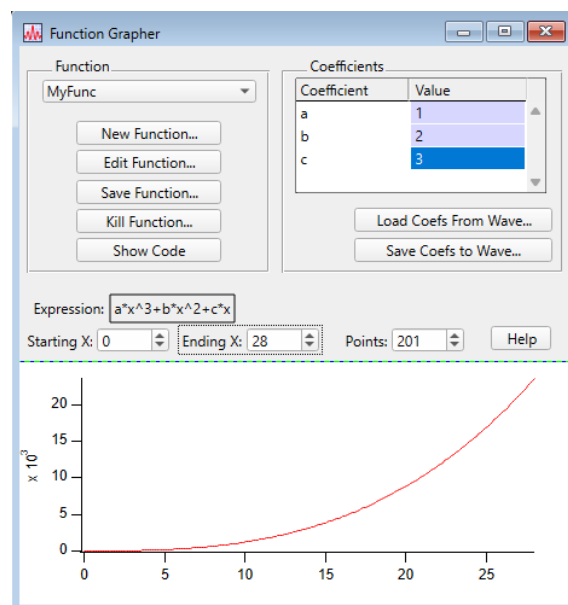 Function Grapher
Function
MyFunc
New Function...
Edit Function...
Save Function...
Kill Function...
Show Code
Coefficients
Coefficient Value
a 1
b 2
c 3
Load Coefs From Wave...
Save Coefs to Wave...
Expression: a*x^3+b*x^2+c*x
Starting X: 0 Ending X: 28 Points: 201 Help
x 10³
20
15
10
5
0
0 5 10 15 20 25